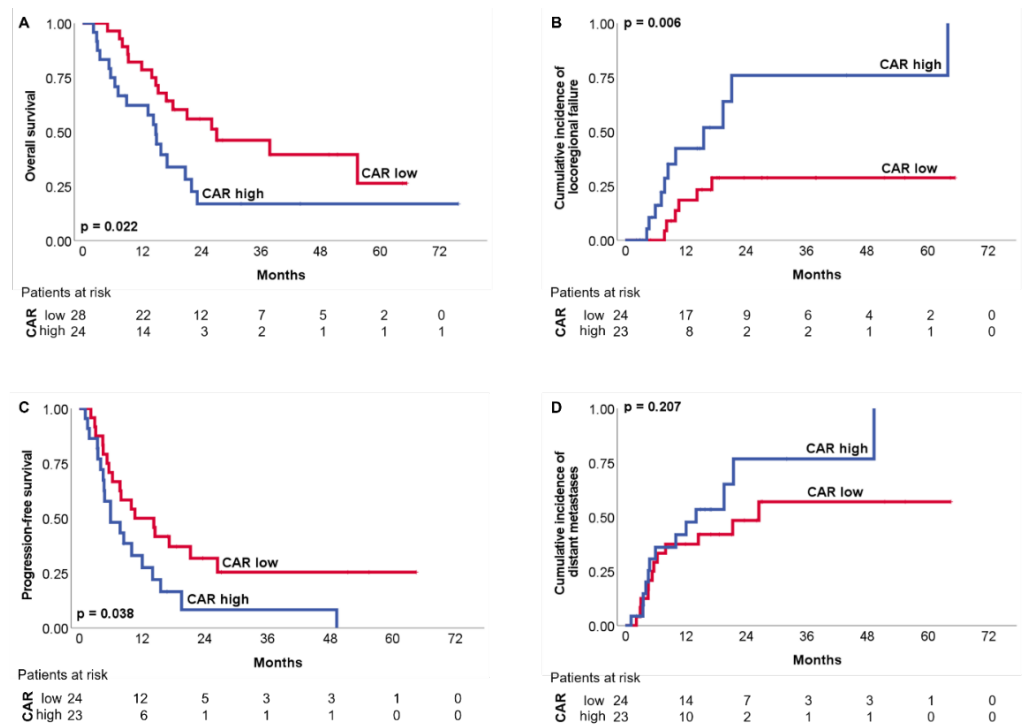 A
1.00
0.75
0.50
0.25
0.00
Overall survival
CAR low
CAR high
p = 0.022
0 12 24 36 48 60 72
Months
Patients at risk
CAR
low 28 22 12 7 5 2 0
high 24 14 3 2 1 1 1
B
p = 0.006
1.00
0.75
0.50
0.25
0.00
Cumulative incidence of
locoregional failure
CAR high
CAR low
0 12 24 36 48 60 72
Months
Patients at risk
CAR
low 24 17 9 6 4 2 0
high 23 8 2 2 1 1 0
C
1.00
0.75
0.50
0.25
0.00
Progression-free survival
CAR low
CAR high
p = 0.038
0 12 24 36 48 60 72
Months
Patients at risk
CAR
low 24 12 5 3 3 1 0
high 23 6 1 1 1 0 0
D
p = 0.207
1.00
0.75
0.50
0.25
0.00
Cumulative incidence of
distant metastases
CAR high
CAR low
0 12 24 36 48 60 72
Months
Patients at risk
CAR
low 24 14 7 3 3 1 0
high 23 10 2 1 1 0 0